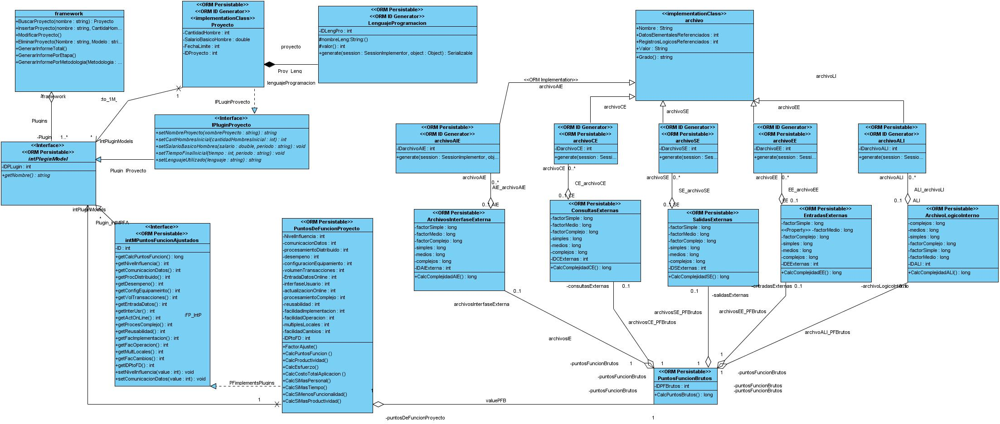 framework
+BuscarProyecto(nombre : string) : Proyecto
+InsertarProyecto(nombre : string, CantidaHom...
+ModificarProyecto()
+EliminarProyecto(Nombre : string, Modelo : stri...
+GenerarInformeTotal()
+GenerarInformePorEtapa()
+GenerarInformePorMetodologia(Metodologia : ...
<<ORM Persistable>>
<<ORM ID Generator>>
<<implementationClass>>
Proyecto
-CantidadHombre : int
-SalarioBasicoHombre : double
-FechaLimite : int
-IDProyecto : int
<<ORM Persistable>>
<<ORM ID Generator>>
LenguajeProgramacion
-IDLengPro : int
#nombreLeng:String:()
#valor() : int
+generate(session : SessionImplementor, object : Object) : Serializable
proyecto
Proy_Leng
lenguajeProgramacion
<<implementationClass>>
archivo
+Nombre : String
+DatosElementalesReferenciados : int
+RegistrosLogicosReferenciados : int
+Valor : String
+Grado() : string
<<ORM Implementation>>
archivoAIE
archivoCE
archivoSE
archivoEE
archivoLI
-framework
1
:to_1M_
1
IPLuginProyecto
Plugins
-Plugin
1..*
*
intPluginModels
<<Interface>>
IPluginProyecto
+setNombreProyecto(nombreProyecto : string) : string
+setCantHombresInicial(cantidadHombresInicial : int) : int
+setSalarioBasicoHombres(salario : double, periodo : string) : void
+setTiempoFinalInicial(tiempo : int, periodo : string) : void
+setLenguajeUtilizado(lenguaje : string) : string
<<Interface>>
<<ORM Persistable>>
intPluginModel
-IDPLugin : int
+getNombre() : string
Plugin_IProyecto
intPluginModels
*
Plugin_intMPFA
<<ORM Persistable>>
<<ORM ID Generator>>
archivoAIE
-IDarchivoAIE : int
+generate(session : SessionImplementor, obj...
<<ORM ID Generator>>
<<ORM Persistable>>
archivoCE
-IDarchivoCE : int
+generate(session : Sessi...
<<ORM ID Generator>>
<<ORM Persistable>>
archivoSE
-IDarchivoSE : int
+generate(session : Ses...
<<ORM ID Generator>>
<<ORM Persistable>>
archivoEE
-IDarchivoEE : int
+generate(session : Sessi...
<<ORM Persistable>>
<<ORM ID Generator>>
archivoALI
-IDarchivoALI : int
+generate(session : Sessio...
archivoAIE
0..*
AIE_archivoAIE
0..1
AIE
archivoCE
0..*
CE_archivoCE
0..1
CE
archivoSE
0..*
SE_archivoSE
0..1
SE
archivoEE
0..*
EE_archivoEE
EE
0..1
archivoALI
0..*
ALI_archivoLI
0..1
ALI
<<Interface>>
<<ORM Persistable>>
intMPuntosFuncionAjustados
-ID : int
+getCalcPuntosFuncion() : long
+getNivelInfluencia() : int
+getComunicacionDatos() : int
+getProcDistribuido() : int
+getDesempeno() : int
+getConfigEquipameinto() : int
+getVolTransacciones() : int
+getEntradaDatos() : int
+getInterUsr() : int
+getActOnLine() : int
+getProcesComplejo() : int
+getReusabilidad() : int
+getFacImplementacion() : int
+getFacOperacion() : int
+getMultLocales() : int
+getFacCambios() : int
+getIDPtoFD() : int
+setNivelInfluencia(value : int) : void
+setComunicacionDatos(value : int) : void
:FP_IntP
PFimplementsPlugins
1
<<ORM Persistable>>
PuntosDeFuncionProyecto
-NivelInfluencia : int
-comunicacionDatos : int
-procesamientoDiatribuido : int
-desempeno : int
-configuracionEquipamiento : int
-volumenTransacciones : int
-EntradaDatosOnline : int
-interfaseUsuario : int
-actualizacionOnline : int
-procesamientoComplejo : int
-reusabilidad : int
-facilidadImplementacion : int
-facilidadOperacion : int
-multiplesLocales : int
-facilidadCambios : int
-IDPtoFD : int
+FactorAjuste()
+CalcPuntosFuncion ()
+CalcProductividad()
+CalcEsfuerzo()
+CalcCostoTotalAplicacion ()
+CalcSiMasPersonal()
+CalcSiMasTiempo()
+CalcSiMenosFuncionalidad()
+CalcSiMasProductividad()
1
<<ORM Persistable>>
ArchivosInterfaseExterna
-factorSimple : long
-factorMedio : long
-factorComplejo : long
-simples : long
-medios : long
-complejos : long
-IDAIExterna : int
+CalcComplejidadAIE() : long
<<ORM Persistable>>
ConsultasExternas
-factorSimple : long
-factorMedio : long
-factorComplejo : long
-simples : long
-medios : long
-complejos : long
-IDCExternas : int
+CalcComplejidadCE() : long
<<ORM Persistable>>
SalidasExternas
-factorSimple : long
-factorMedio : long
-factorComplejo : long
-simples : long
-medios : long
-complejos : long
-IDSExternas : int
+CalcComplejidadSE() : long
<<ORM Persistable>>
EntradasExternas
-factorSimple : long
<<Property>> -factorMedio : long
-factorComplejo : long
-simples : long
-medios : long
-complejos : long
-IDEExternas : int
+CalcComplejidadEE() : long
<<ORM Persistable>>
ArchivoLogicoInterno
-complejos : long
-medios : long
-simples : long
-factorComplejo : long
-factorSimple : long
-factorMedio : long
-IDALI : int
+CalcComplejidadALI() : long
0..1
archivosInterfaseExterna
-consultasExternas
0..1
0..1
-salidasExternas
-entradasExternas
0..1
-archivoLogicoInterno
0..1
archivosIE
archivosCE_PFBrutos
archivosSE_PFBrutos
archivosEE_PFBrutos
archvoALI_PFBrutos
-puntosFuncionBrutos
1
1
1
1
1
-puntosFuncionBrutos
-puntosFuncionBrutos
-puntosFuncionBrutos
-puntosFuncionBrutos
-puntosFuncionBrutos
<<ORM Persistable>>
PuntosFuncionBrutos
-IDPFBrutos : int
+CalcPuntosBrutos() : long
valuePFB
-puntosDeFuncionProyecto
1